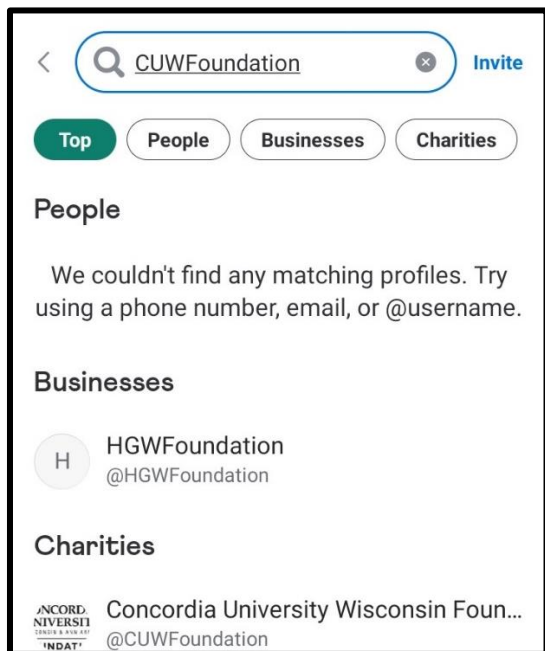 CUWFoundation
Invite
Top People Businesses Charities
People
We couldn't find any matching profiles. Try
using a phone number, email, or @username.
Businesses
H
HGWFoundation
@HGWFoundation
Charities
Concordia University Wisconsin Foun...
@CUWFoundation